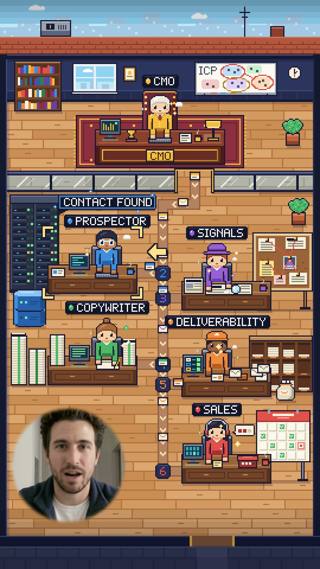 CMO
ICP
CMO
CONTACT FOUND
PROSPECTOR
SIGNALS
2
3
COPYWRITER
DELIVERABILITY
5
SALES
6